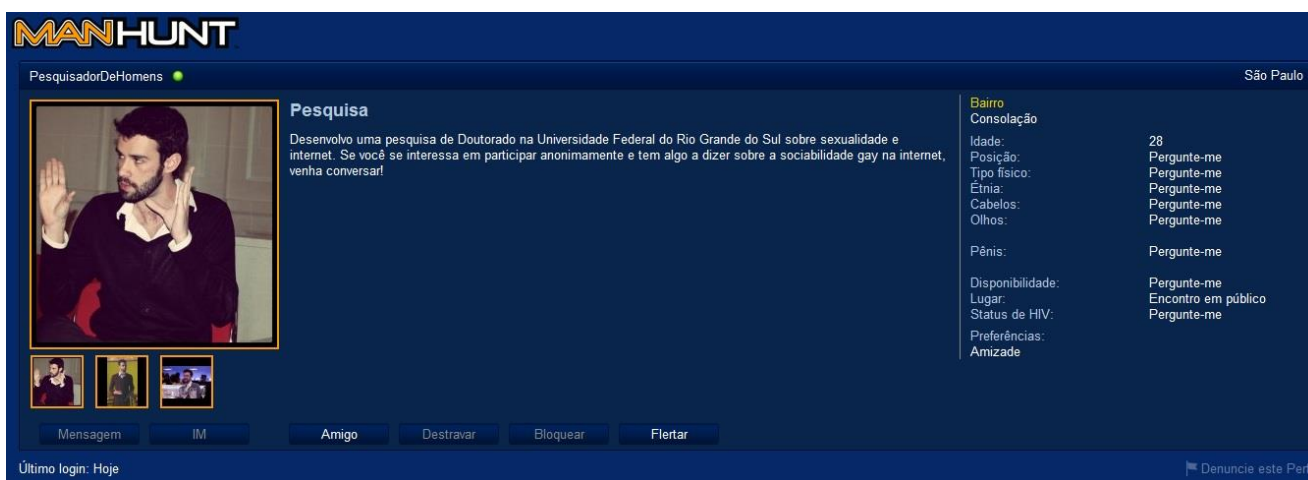 MANHUNT
PesquisadorDeHomens
São Paulo
Pesquisa
Desenvolvo uma pesquisa de Doutorado na Universidade Federal do Rio Grande do Sul sobre sexualidade e
internet. Se você se interessa em participar anonimamente e tem algo a dizer sobre a sociabilidade gay na internet,
venha conversar!
Bairro
Consolação
Idade: 28
Posição: Pergunte-me
Tipo físico: Pergunte-me
Étnia: Pergunte-me
Cabelos: Pergunte-me
Olhos: Pergunte-me
Pênis: Pergunte-me
Disponibilidade: Pergunte-me
Lugar: Encontro em público
Status de HIV: Pergunte-me
Preferências:
Amizade
Mensagem IM Amigo Destravar Bloquear Flertar
Último login: Hoje
Denuncie este